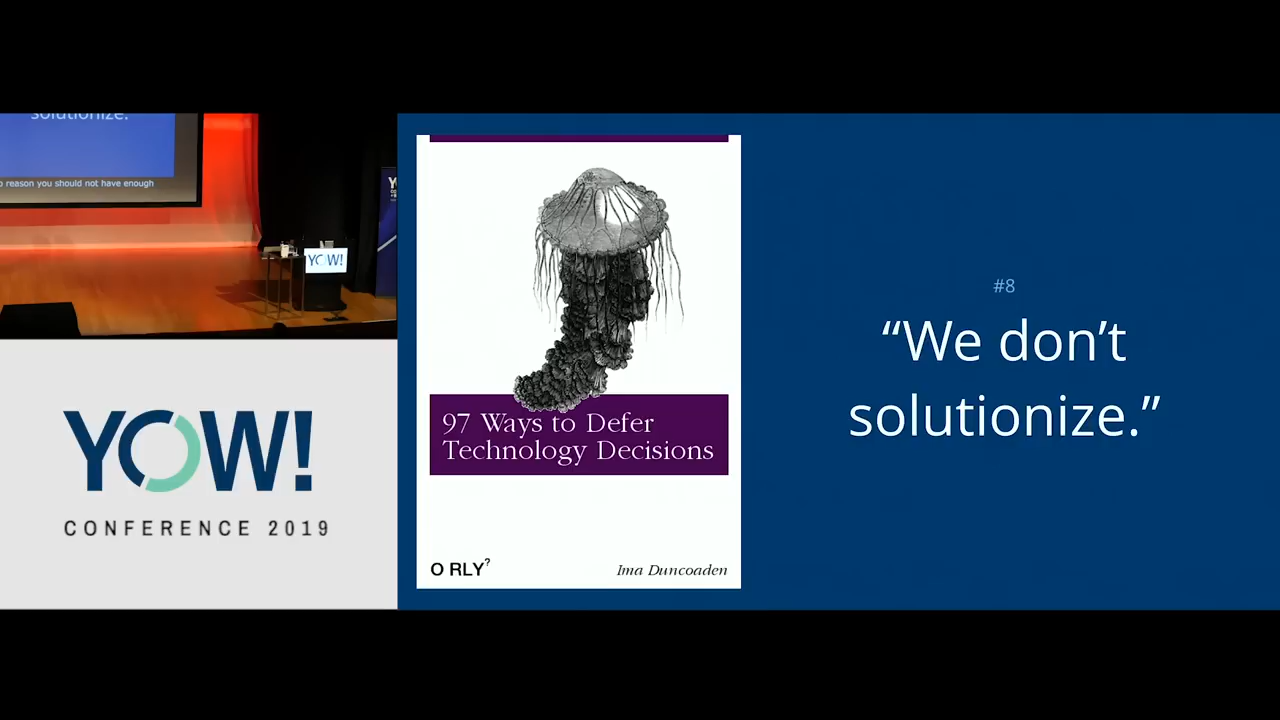 solutionize.
reason you should not have enough
YOW!
YOW!
CONFERENCE 2019
97 Ways to Defer
Technology Decisions
O RLY?
Ima Duncoaden
#8
“We don’t
solutionize.”